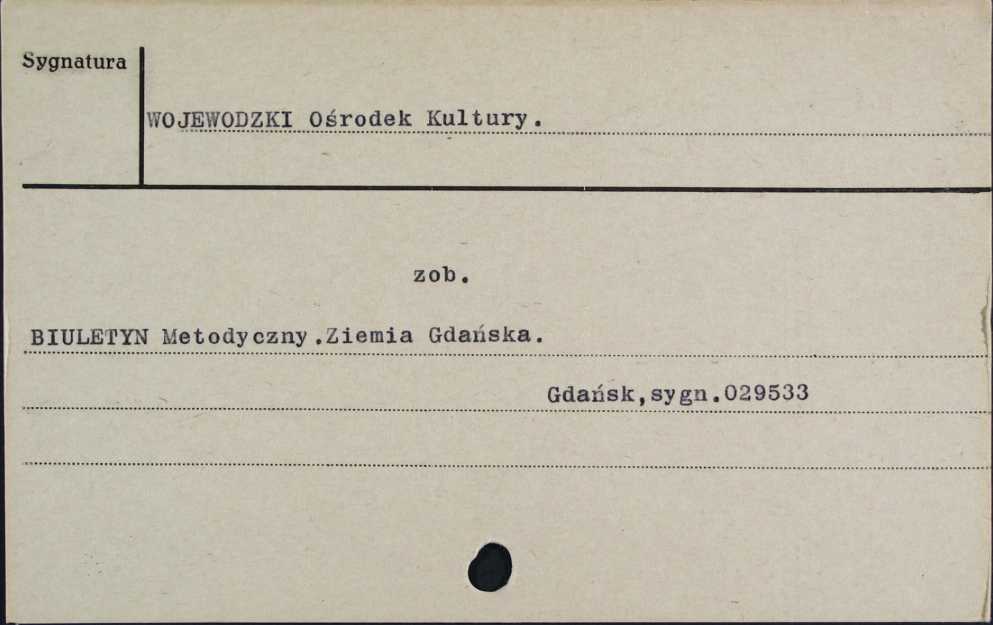 Sygnatura
WOJEWODZKI Ośrodek Kultury.
zob.
BIULETYN Metodyczny.Ziemia Gdańska.
Gdańsk,sygn.029533